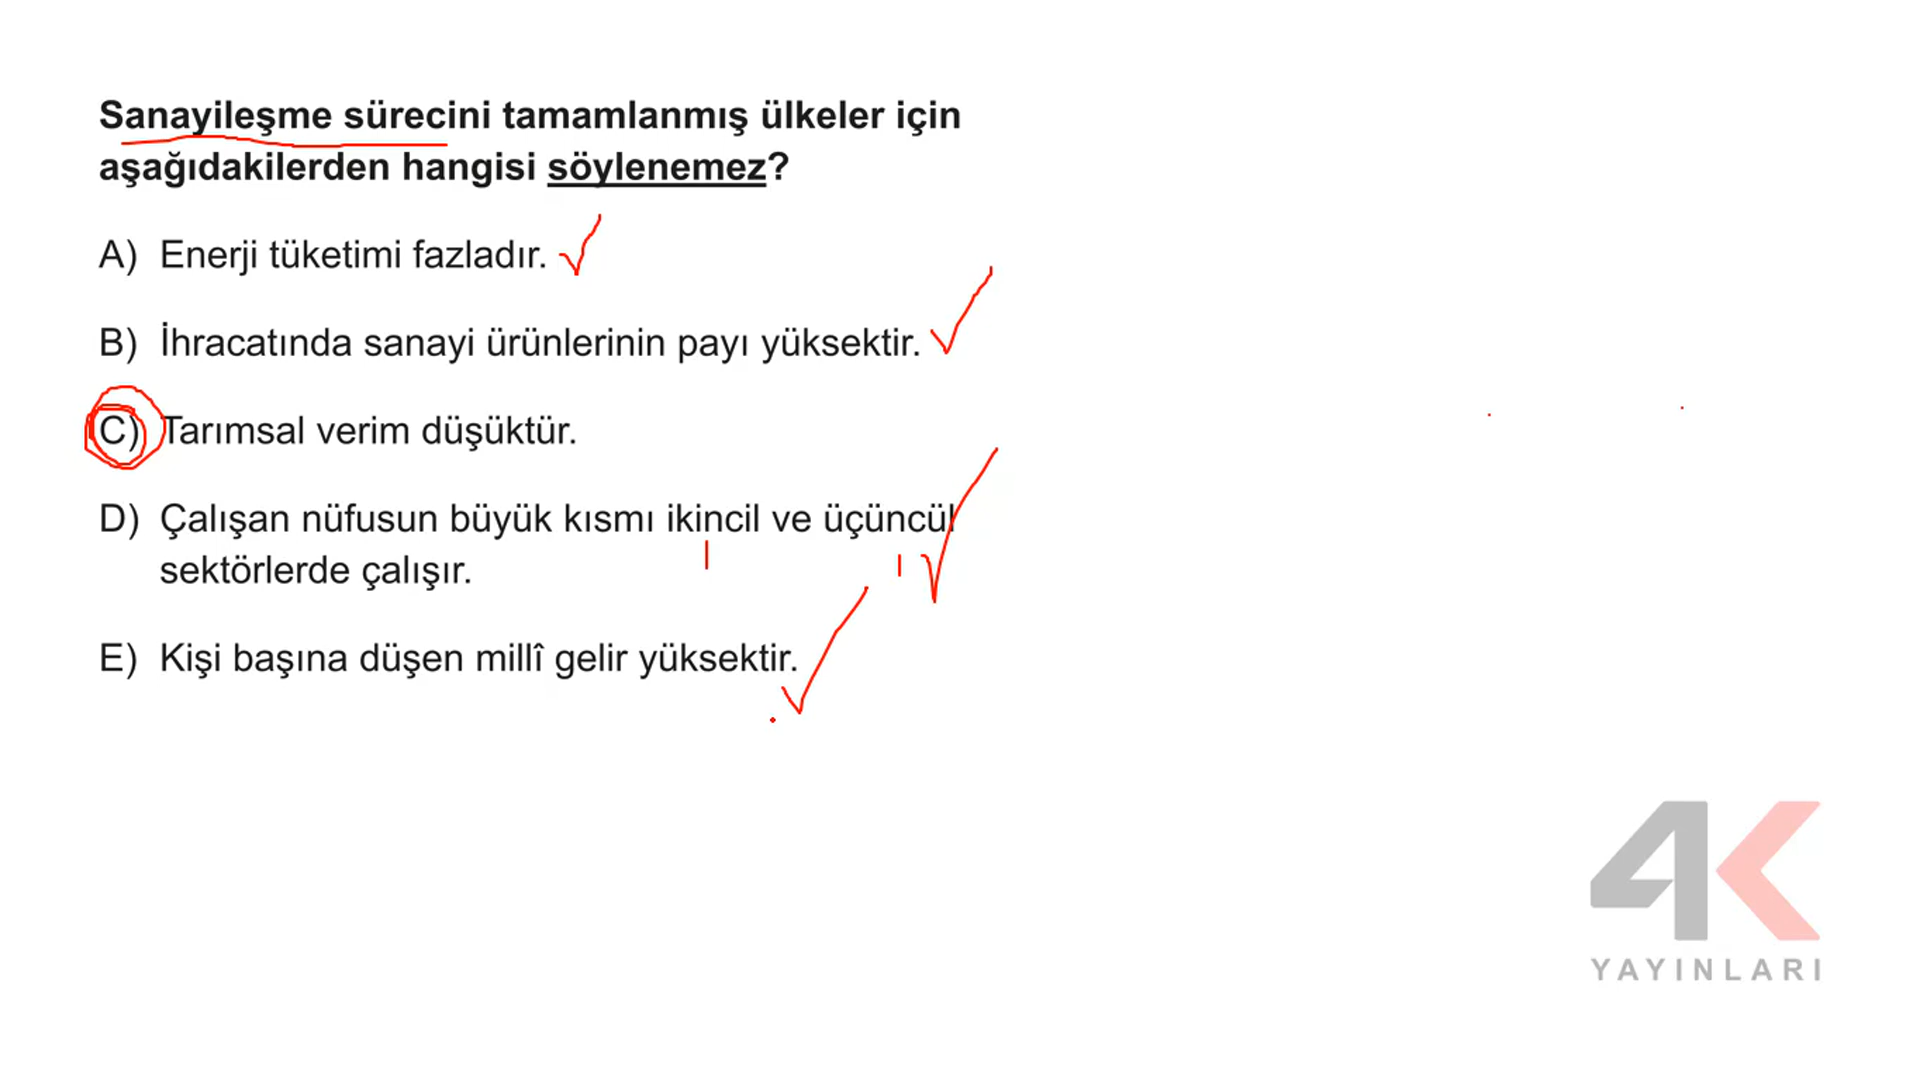 Sanayileşme sürecini tamamlanmış ülkeler için
aşağıdakilerden hangisi söylenemez?
A) Enerji tüketimi fazladır.
B) İhracatında sanayi ürünlerinin payı yüksektir.
C) Tarımsal verim düşüktür.
D) Çalışan nüfusun büyük kısmı ikincil ve üçüncül
sektörlerde çalışır.
E) Kişi başına düşen millî gelir yüksektir.
4K
YAYINLARI